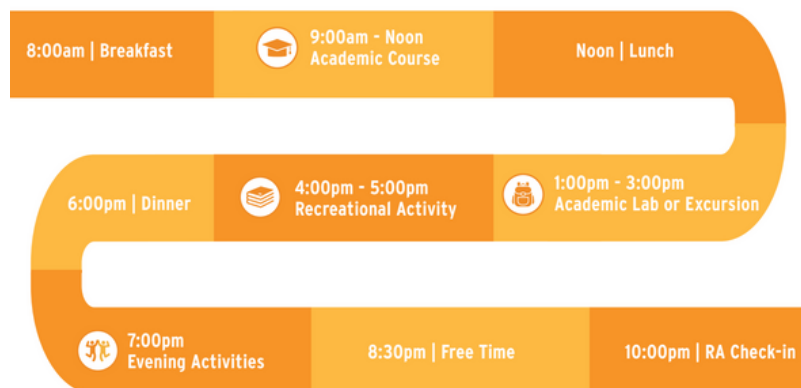 8:00am | Breakfast
9:00am - Noon
Academic Course
Noon | Lunch
1:00pm - 3:00pm
Academic Lab or Excursion
4:00pm - 5:00pm
Recreational Activity
6:00pm | Dinner
7:00pm
Evening Activities
8:30pm | Free Time
10:00pm | RA Check-in